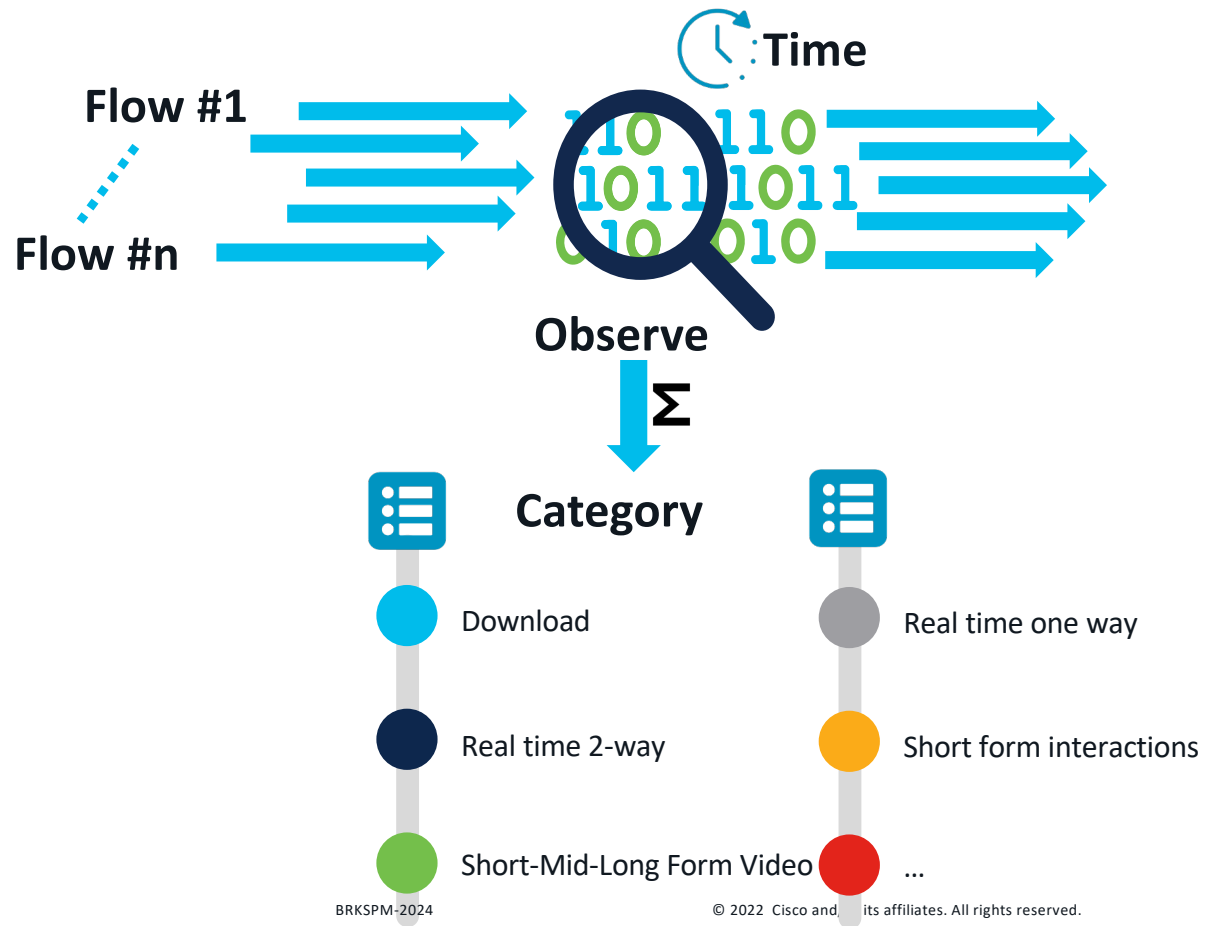 Time
Flow #1
110 110
1011 1011
Flow #n
010 010
Observe
Σ
Category
Download
Real time one way
Real time 2-way
Short form interactions
Short-Mid-Long Form Video
...
BRKSPM-2024
© 2022 Cisco and/ its affiliates. All rights reserved.